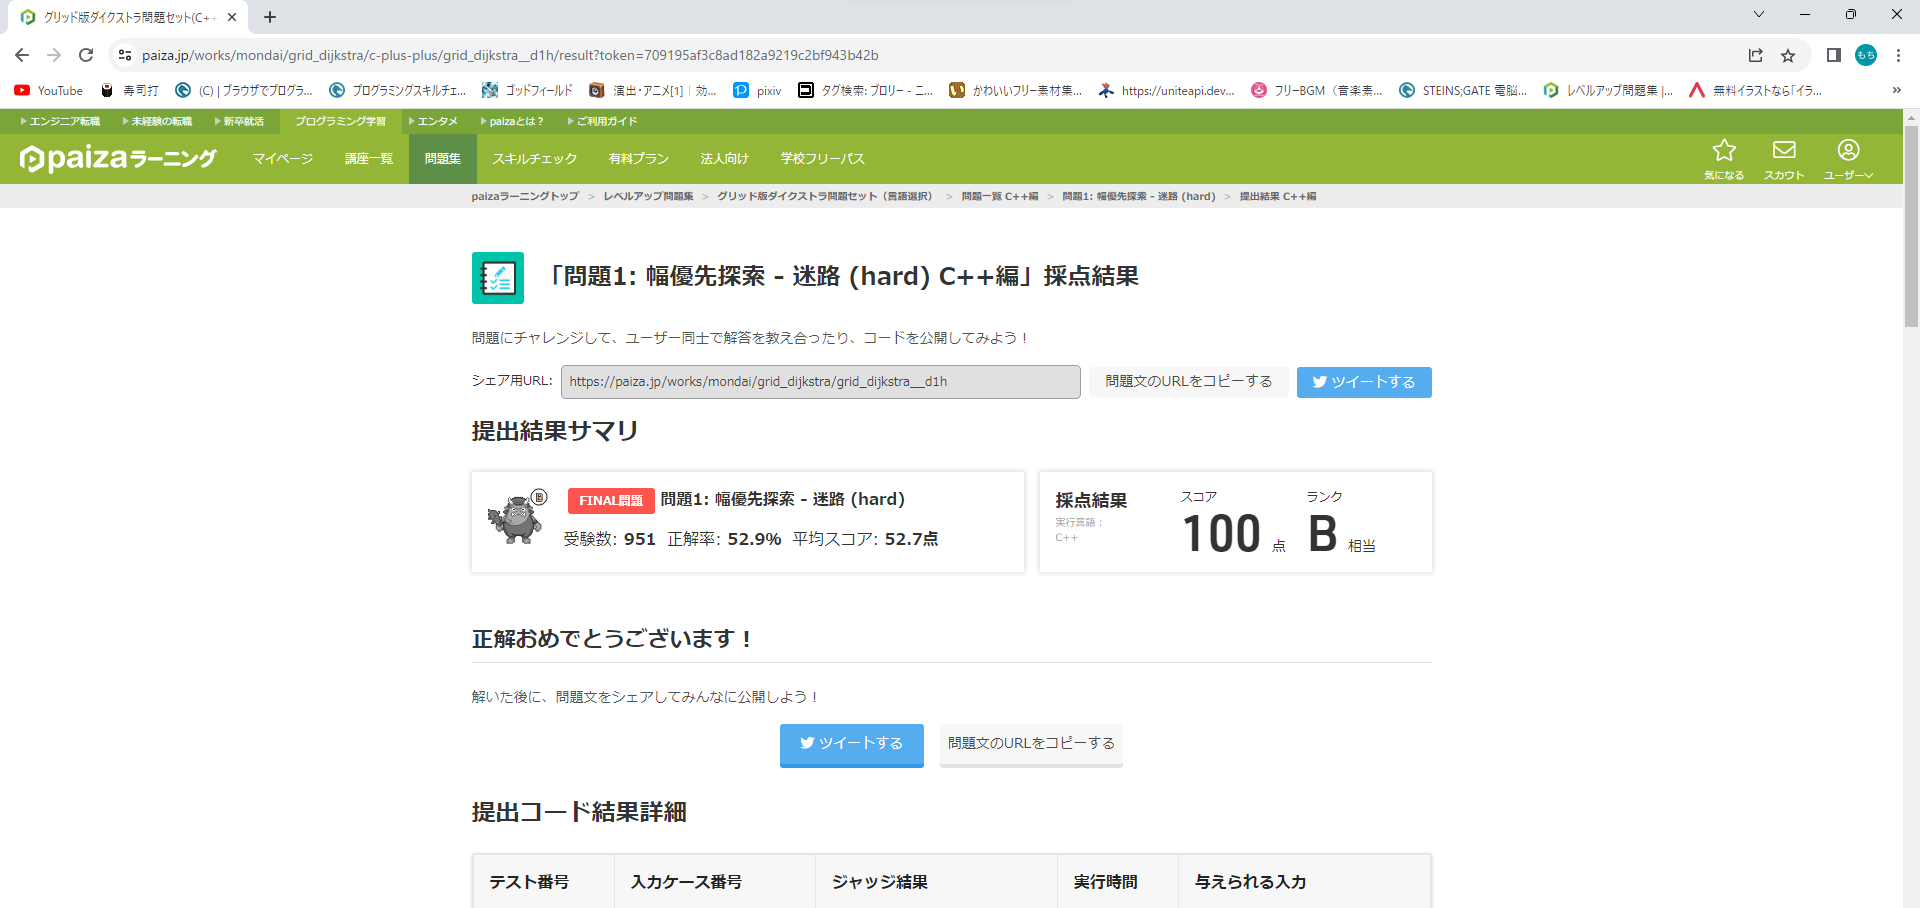 グリッド版ダイクストラ問題セット(C++
paiza.jp/works/mondai/grid_dijkstra/c-plus-plus/grid_dijkstra__d1h/result?token=709195af3c8ad182a9219c2bf943b42b
もち
YouTube 寿司打 (C) | ブラウザでプログラ... プログラミングスキルチェ... ゴッドフィールド 演出・アニメ[1]｜効... pixiv タグ検索: ブロリー - ニ... かわいいフリー素材集... https://uniteapi.dev... フリーBGM（音楽素... STEINS;GATE 電脳... レベルアップ問題集 |... 無料イラストなら「イラ... »
エンジニア転職 未経験の転職 新卒就活 プログラミング学習 エンタメ paizaとは？ ご利用ガイド
paizaラーニング マイページ 講座一覧 問題集 スキルチェック 有料プラン 法人向け 学校フリーパス 気になる スカウト ユーザー
paizaラーニングトップ > レベルアップ問題集 > グリッド版ダイクストラ問題セット（言語選択） > 問題一覧 C++編 > 問題1: 幅優先探索 - 迷路 (hard) > 提出結果 C++編
「問題1: 幅優先探索 - 迷路 (hard) C++編」採点結果
問題にチャレンジして、ユーザー同士で解答を教え合ったり、コードを公開してみよう！
シェア用URL: https://paiza.jp/works/mondai/grid_dijkstra/grid_dijkstra__d1h 問題文のURLをコピーする ツイートする
提出結果サマリ
B
FINAL問題 問題1: 幅優先探索 - 迷路 (hard)
受験数: 951 正解率: 52.9% 平均スコア: 52.7点
採点結果
実行言語：
C++
スコア
100 点
ランク
B 相当
正解おめでとうございます！
解いた後に、問題文をシェアしてみんなに公開しよう！
ツイートする 問題文のURLをコピーする
提出コード結果詳細
テスト番号 入力ケース番号 ジャッジ結果 実行時間 与えられる入力